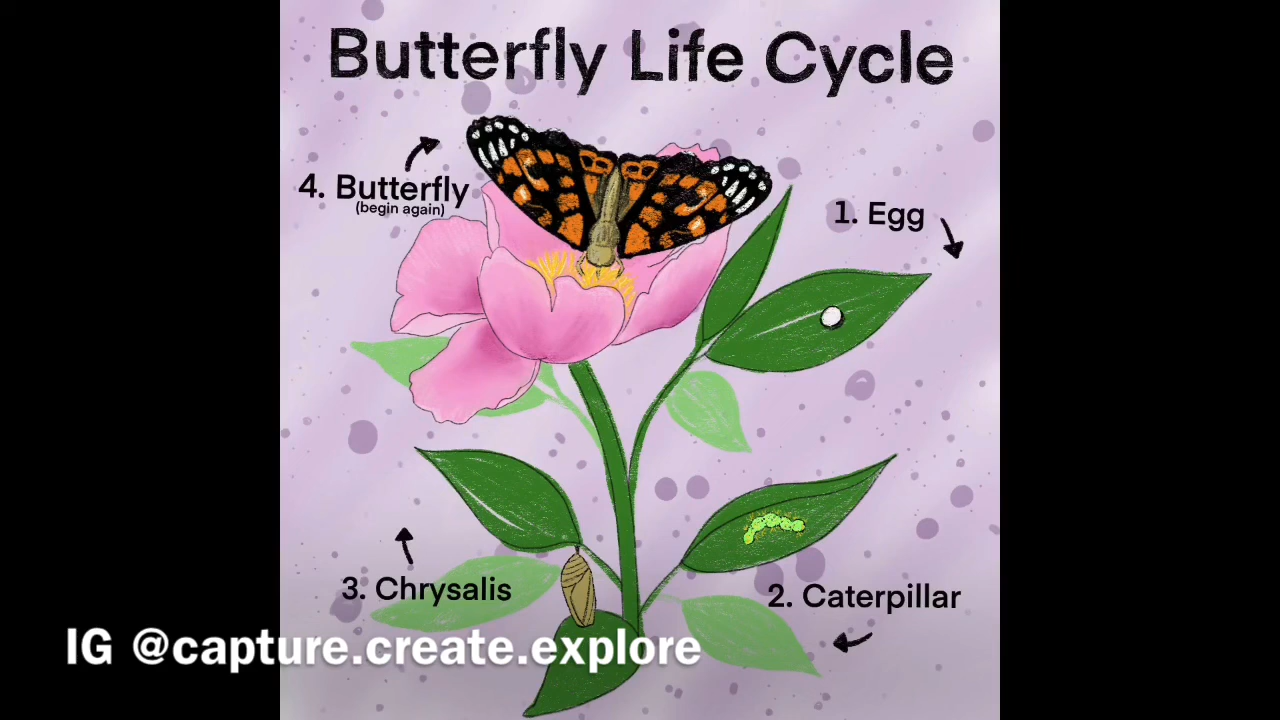 Butterfly Life Cycle
4. Butterfly
(begin again)
1. Egg
3. Chrysalis
2. Caterpillar
IG @capture.create.explore